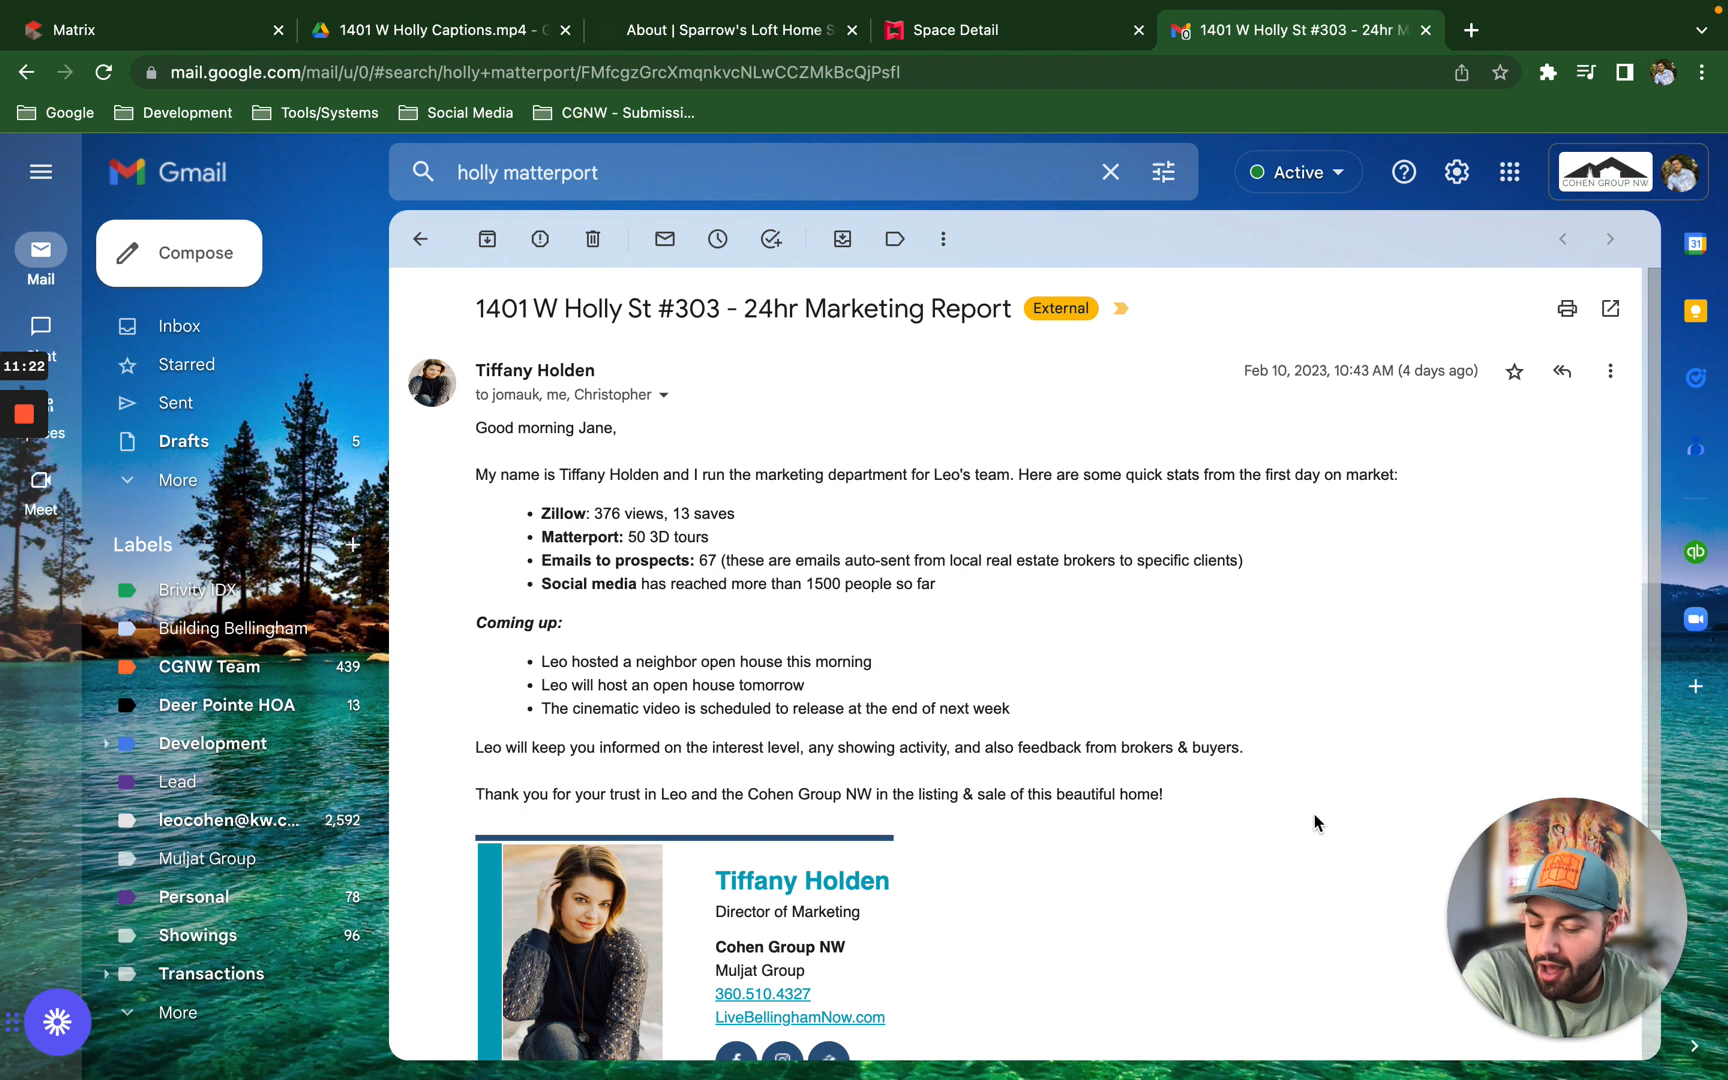 Matrix
1401 W Holly Captions.mp4 - G
About | Sparrow's Loft Home S
Space Detail
1401 W Holly St #303 - 24hr M
mail.google.com/mail/u/0/#search/holly+matterport/FMfcgzGrcXmqnkvcNLwCCZMkBcQjPsfl
Google
Development
Tools/Systems
Social Media
CGNW - Submissi...
Gmail
holly matterport
Active
COHEN GROUP NW
Compose
Mail
Inbox
Starred
11:22
Sent
Drafts 5
More
Meet
Labels
Brivity IDX
Building Bellingham
CGNW Team 439
Deer Pointe HOA 13
Development
Lead
leocohen@kw.c... 2,592
Muljat Group
Personal 78
Showings 96
Transactions
More
1401 W Holly St #303 - 24hr Marketing Report External
Tiffany Holden
Feb 10, 2023, 10:43 AM (4 days ago)
to jomauk, me, Christopher
Good morning Jane,
My name is Tiffany Holden and I run the marketing department for Leo's team. Here are some quick stats from the first day on market:
• Zillow: 376 views, 13 saves
• Matterport: 50 3D tours
• Emails to prospects: 67 (these are emails auto-sent from local real estate brokers to specific clients)
• Social media has reached more than 1500 people so far
Coming up:
• Leo hosted a neighbor open house this morning
• Leo will host an open house tomorrow
• The cinematic video is scheduled to release at the end of next week
Leo will keep you informed on the interest level, any showing activity, and also feedback from brokers & buyers.
Thank you for your trust in Leo and the Cohen Group NW in the listing & sale of this beautiful home!
Tiffany Holden
Director of Marketing
Cohen Group NW
Muljat Group
360.510.4327
LiveBellinghamNow.com
31
qb